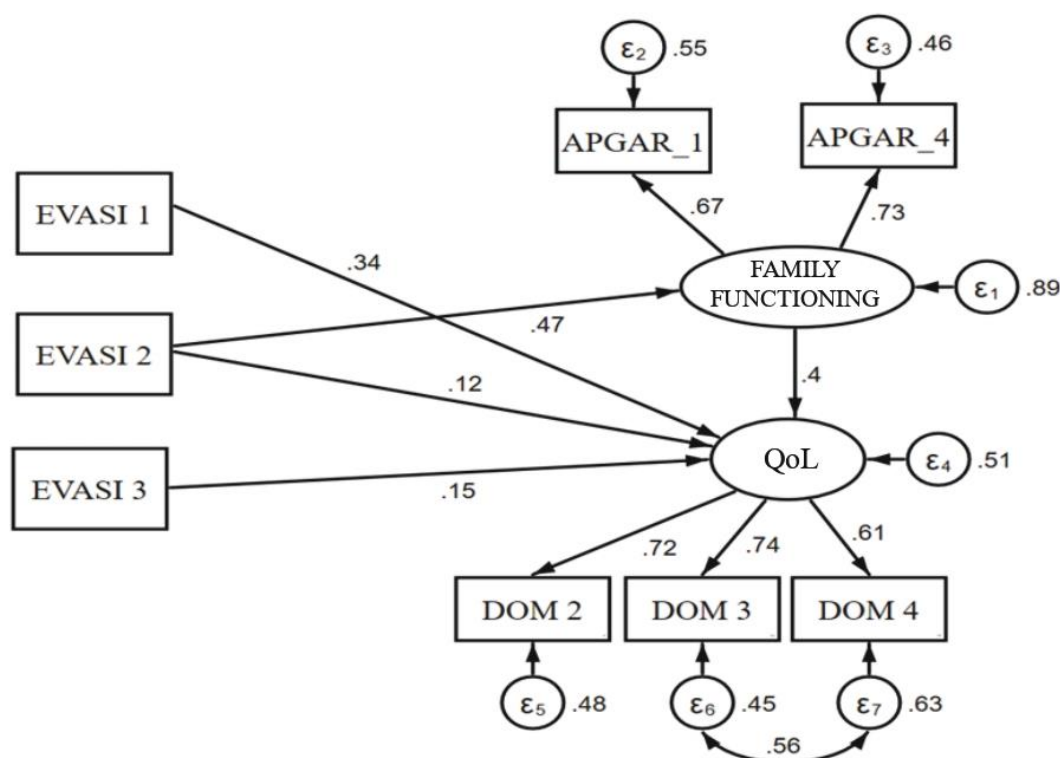 ε₂ .55
ε₃ .46
APGAR_1
APGAR_4
EVASI 1
.67
.73
.34
FAMILY
FUNCTIONING
ε₁ .89
EVASI 2
.47
.12
.4
EVASI 3
.15
QoL
ε₄ .51
.72
.74
.61
DOM 2
DOM 3
DOM 4
ε₅ .48
ε₆ .45
ε₇ .63
.56